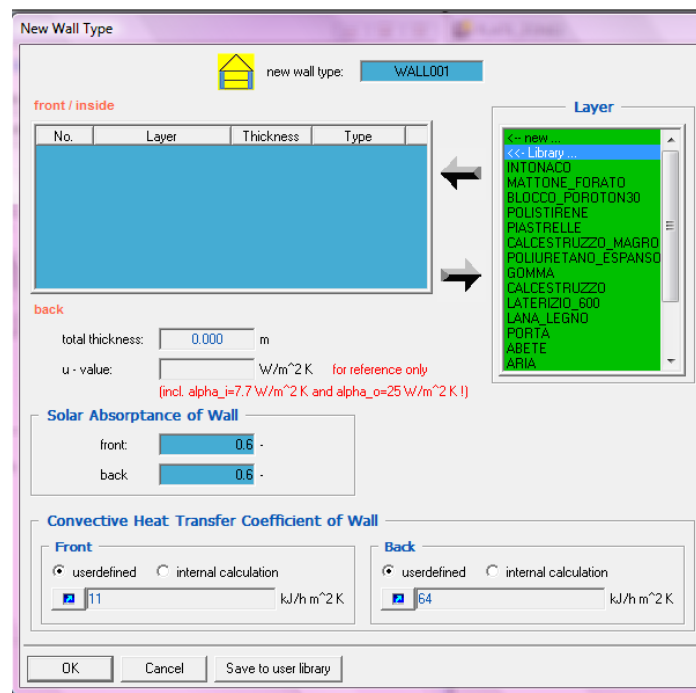 New Wall Type
new wall type: WALL001
front / inside
No. Layer Thickness Type
Layer
<-- new ...
<<- Library ...
INTONACO
MATTONE_FORATO
BLOCCO_POROTON30
POLISTIRENE
PIASTRELLE
CALCESTRUZZO_MAGRO
POLIURETANO_ESPANSO
GOMMA
CALCESTRUZZO
LATERIZIO_600
LANA_LEGNO
PORTA
ABETE
ARIA
back
total thickness: 0.000 m
u - value: W/m^2 K for reference only
(incl. alpha_i=7.7 W/m^2 K and alpha_o=25 W/m^2 K !)
Solar Absorptance of Wall
front: 0.6 -
back 0.6 -
Convective Heat Transfer Coefficient of Wall
Front
userdefined internal calculation
11 kJ/h m^2 K
Back
userdefined internal calculation
64 kJ/h m^2 K
OK Cancel Save to user library